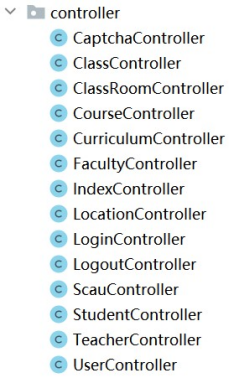 controller
C CaptchaController
C ClassController
C ClassRoomController
C CourseController
C CurriculumController
C FacultyController
C IndexController
C LocationController
C LoginController
C LogoutController
C ScauController
C StudentController
C TeacherController
C UserController